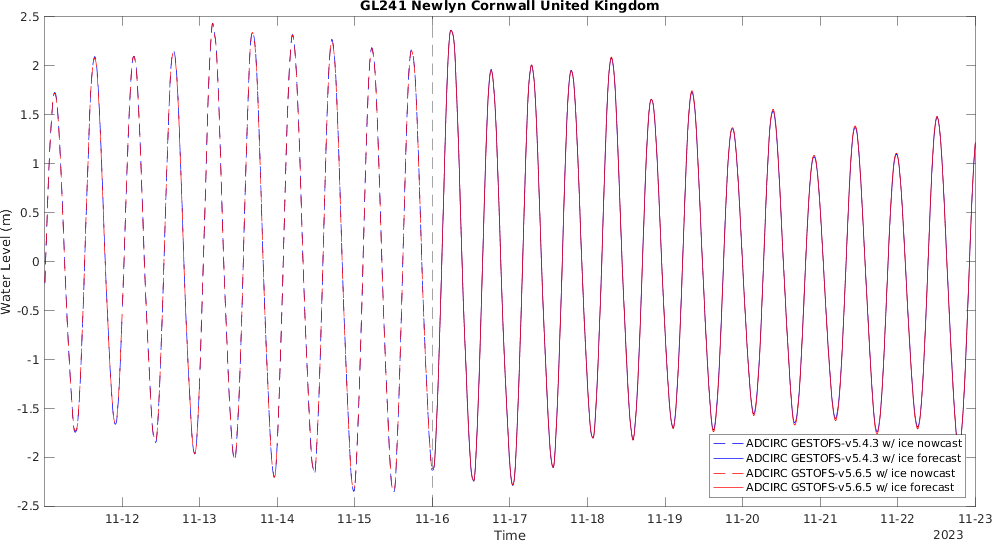 GL241 Newlyn Cornwall United Kingdom
Water Level (m)
2.5
2
1.5
1
0.5
0
-0.5
-1
-1.5
-2
-2.5
ADCIRC GESTOFS-v5.4.3 w/ ice nowcast
ADCIRC GESTOFS-v5.4.3 w/ ice forecast
ADCIRC GSTOFS-v5.6.5 w/ ice nowcast
ADCIRC GSTOFS-v5.6.5 w/ ice forecast
11-12 11-13 11-14 11-15 11-16 11-17 11-18 11-19 11-20 11-21 11-22 11-23
Time
2023